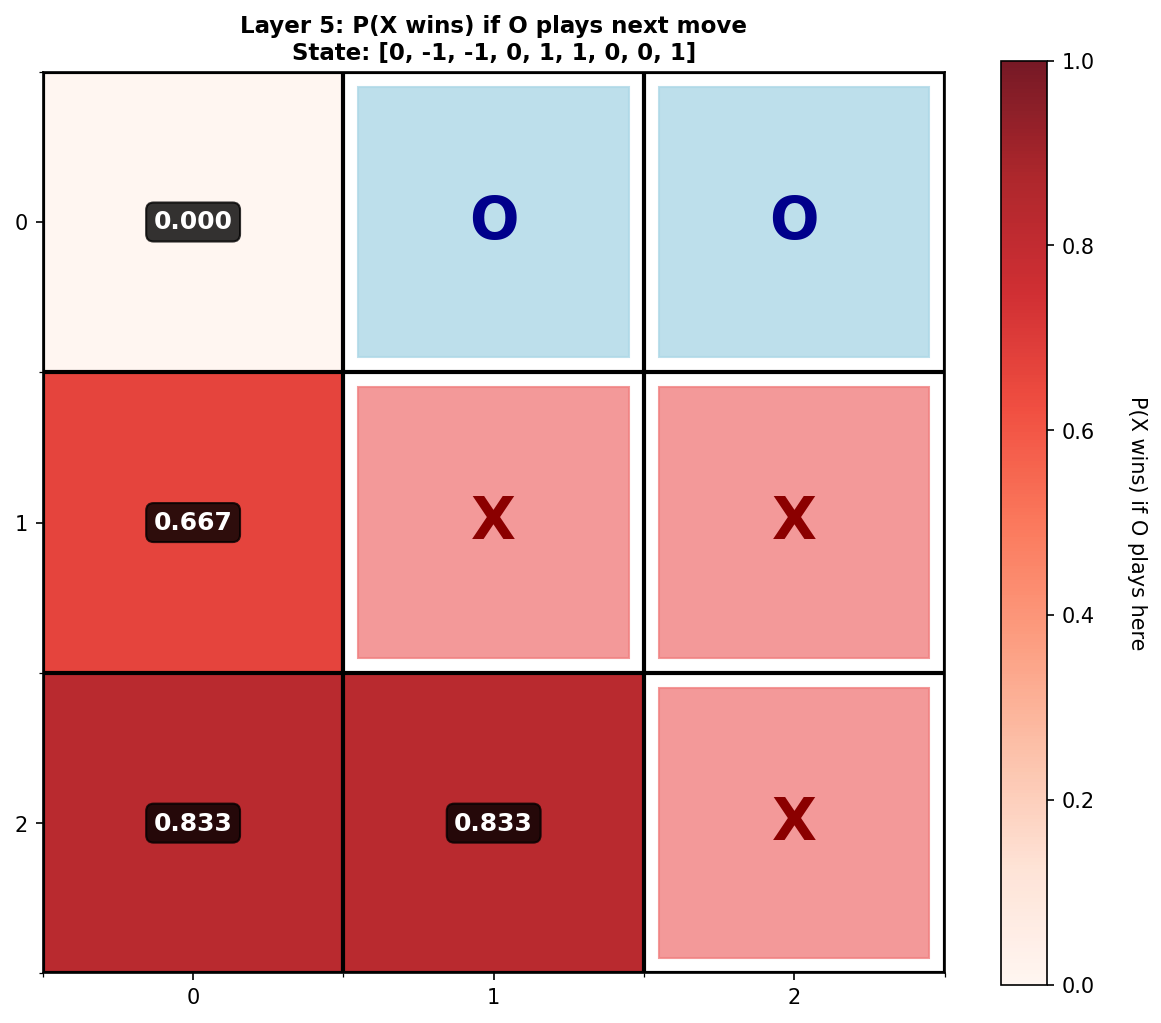 Layer 5: P(X wins) if O plays next move
State: [0, -1, -1, 0, 1, 1, 0, 0, 1]
0
0.000
O
O
1
0.667
X
X
2
0.833
0.833
X
0
1
2
1.0
0.8
0.6
0.4
0.2
0.0
P(X wins) if O plays here